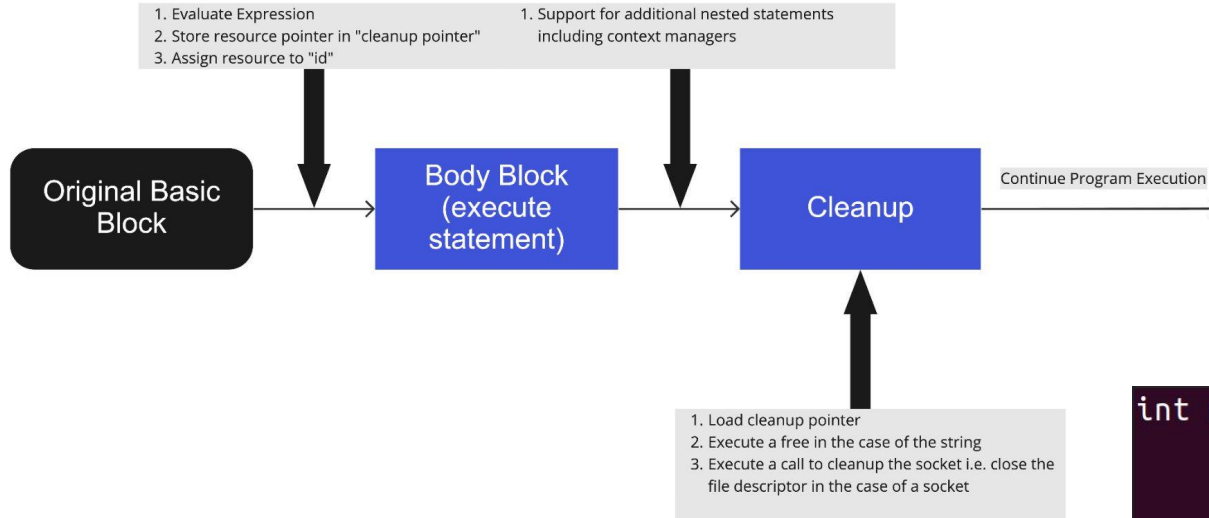 1. Evaluate Expression
2. Store resource pointer in "cleanup pointer"
3. Assign resource to "id"
1. Support for additional nested statements
including context managers
Original Basic
Block
Body Block
(execute
statement)
Cleanup
Continue Program Execution
1. Load cleanup pointer
2. Execute a free in the case of the string
3. Execute a call to cleanup the socket i.e. close the
file descriptor in the case of a socket
int